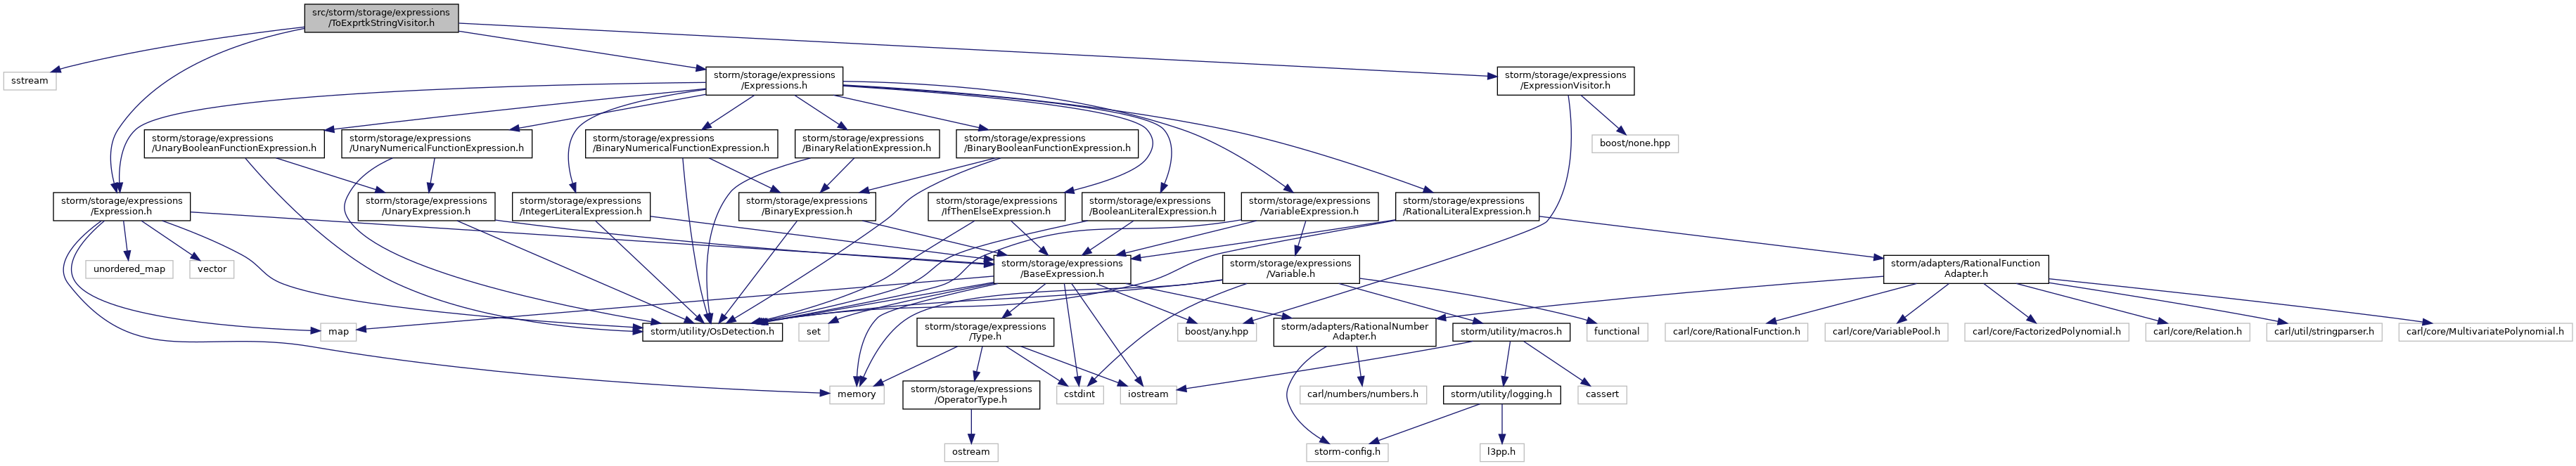 src/storm/storage/expressions
/ToExprtkStringVisitor.h
sstream
storm/storage/expressions
/Expressions.h
storm/storage/expressions
/ExpressionVisitor.h
storm/storage/expressions
/UnaryBooleanFunctionExpression.h
storm/storage/expressions
/UnaryNumericalFunctionExpression.h
storm/storage/expressions
/BinaryNumericalFunctionExpression.h
storm/storage/expressions
/BinaryRelationExpression.h
storm/storage/expressions
/BinaryBooleanFunctionExpression.h
boost/none.hpp
storm/storage/expressions
/Expression.h
storm/storage/expressions
/UnaryExpression.h
storm/storage/expressions
/IntegerLiteralExpression.h
storm/storage/expressions
/BinaryExpression.h
storm/storage/expressions
/IfThenElseExpression.h
storm/storage/expressions
/BooleanLiteralExpression.h
storm/storage/expressions
/VariableExpression.h
storm/storage/expressions
/RationalLiteralExpression.h
unordered_map
vector
storm/storage/expressions
/BaseExpression.h
storm/storage/expressions
/Variable.h
storm/adapters/RationalFunction
Adapter.h
map
storm/utility/OsDetection.h
set
storm/storage/expressions
/Type.h
boost/any.hpp
storm/adapters/RationalNumber
Adapter.h
storm/utility/macros.h
functional
carl/core/RationalFunction.h
carl/core/VariablePool.h
carl/core/FactorizedPolynomial.h
carl/core/Relation.h
carl/util/stringparser.h
carl/core/MultivariatePolynomial.h
memory
storm/storage/expressions
/OperatorType.h
cstdint
iostream
carl/numbers/numbers.h
storm/utility/logging.h
cassert
ostream
storm-config.h
l3pp.h